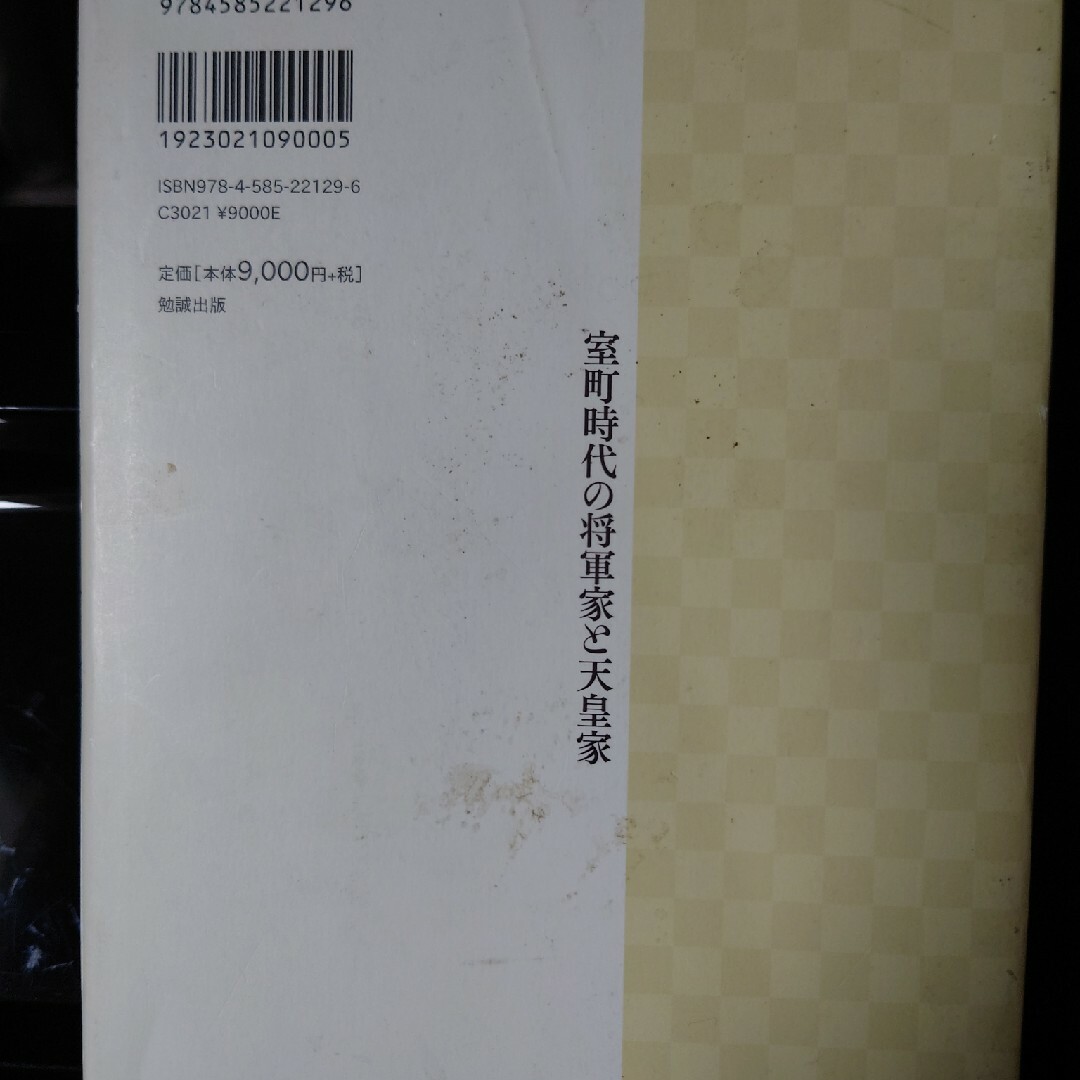 9784585221296
1923021090005
ISBN978-4-585-22129-6
C3021 ¥9000E
定価[本体9,000円+税]
勉誠出版
室町時代の将軍家と天皇家